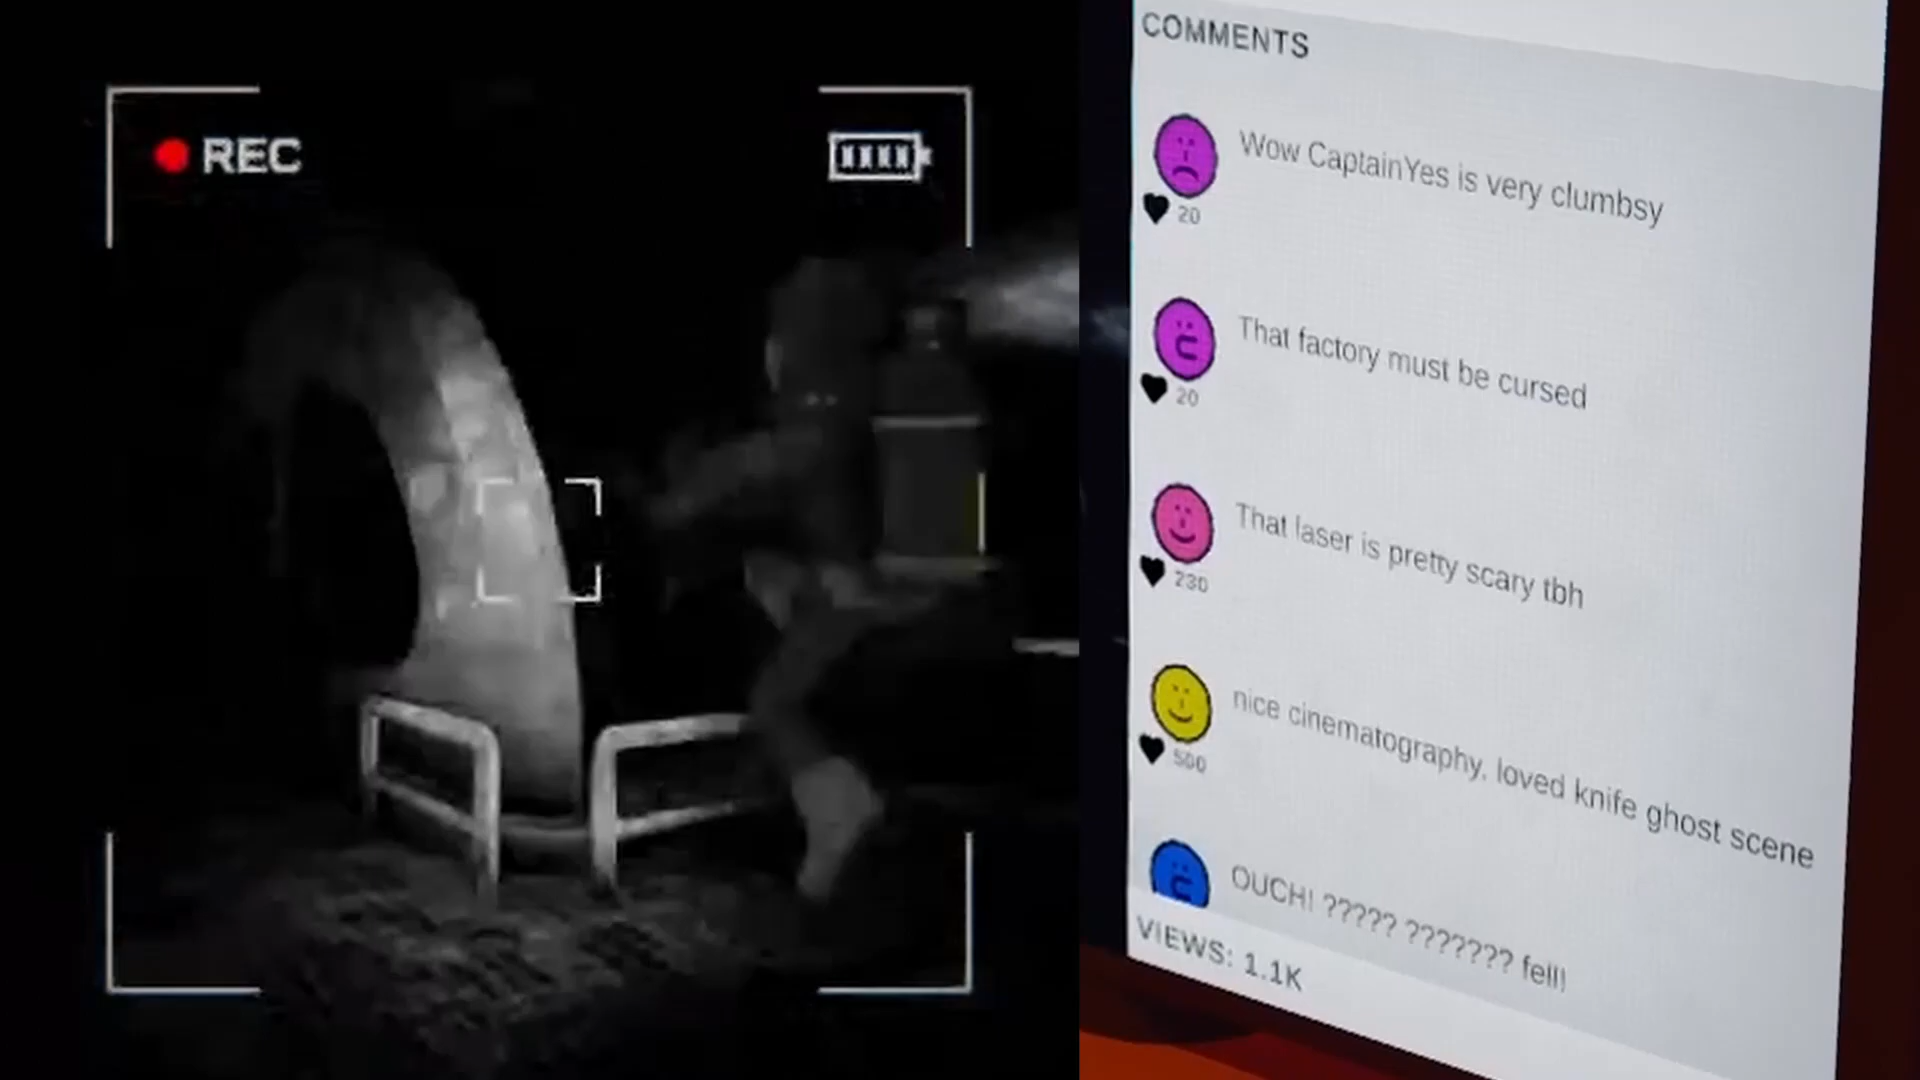 REC
COMMENTS
Wow CaptainYes is very clumbsy
20
That factory must be cursed
20
That laser is pretty scary tbh
230
nice cinematography, loved knife ghost scene
500
OUCH! ????? ??????? fell!
VIEWS: 1.1K